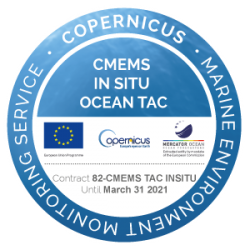 COPERNICUS • MARINE ENVIRONMENT MONITORING SERVICE •
CMEMS
IN SITU
OCEAN TAC
Copernicus
MERCATOR OCEAN
Contract 82-CMEMS TAC INSITU
Until March 31 2021